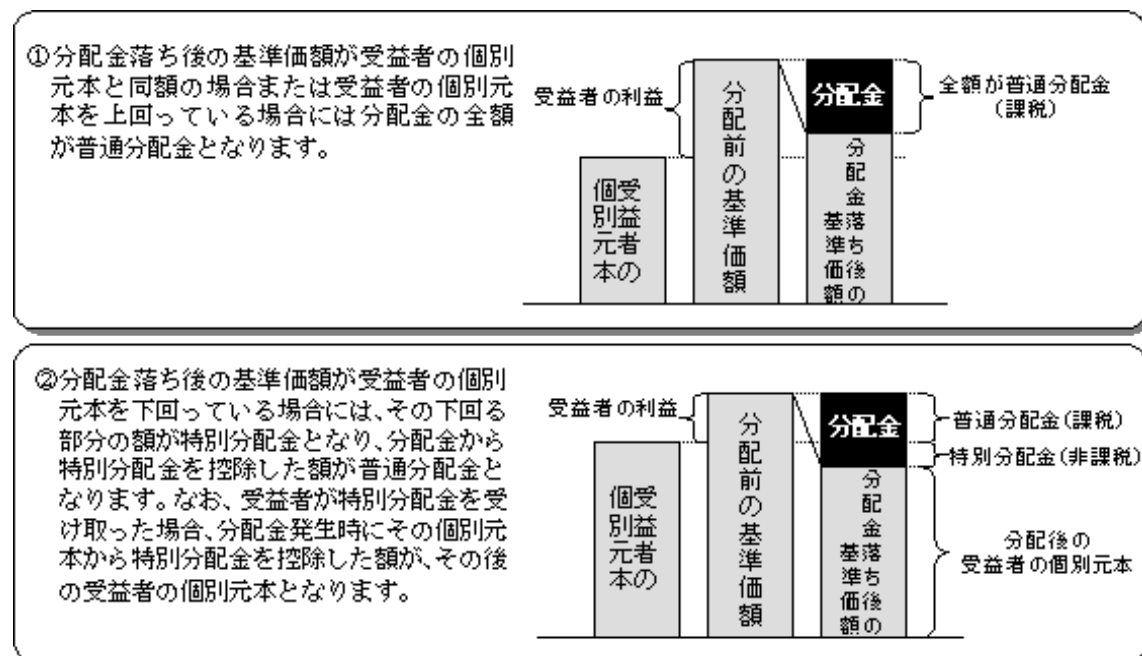 ①分配金落ち後の基準価額が受益者の個別
元本と同額の場合または受益者の個別元
本を上回っている場合には分配金の全額
が普通分配金となります。
受益者の利益
受益者の
個別元本
分配前の基準価額
分配金
分配金落ち後の
基準価額
全額が普通分配金
(課税)
②分配金落ち後の基準価額が受益者の個別
元本を下回っている場合には、その下回る
部分の額が特別分配金となり、分配金から
特別分配金を控除した額が普通分配金と
なります。なお、受益者が特別分配金を受
け取った場合、分配金発生時にその個別元
本から特別分配金を控除した額が、その後
の受益者の個別元本となります。
受益者の利益
受益者の
個別元本
分配前の基準価額
分配金
分配金落ち後の
基準価額
普通分配金(課税)
特別分配金(非課税)
分配後の
受益者の個別元本